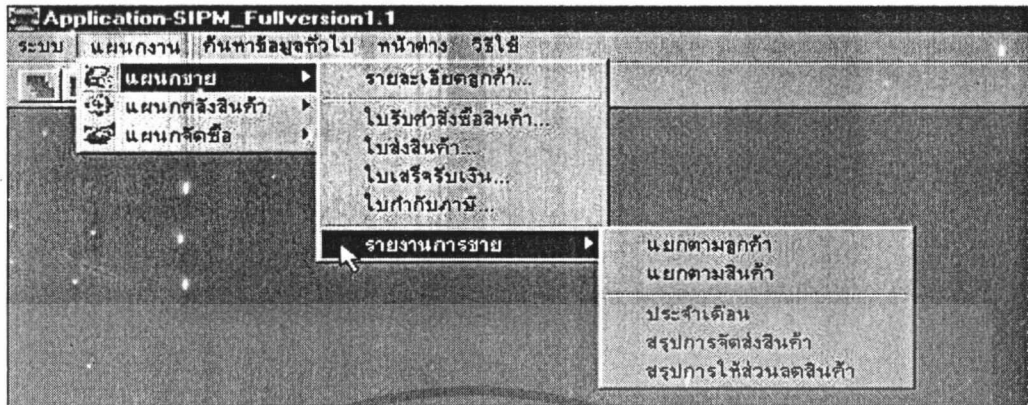 Application-SIPM_Fullversion1.1
ระบบ แผนกงาน ค้นหาข้อมูลทั่วไป หน้าต่าง วิธีใช้
แผนกขาย
แผนกคลังสินค้า
แผนกจัดซื้อ
รายละเอียดลูกค้า...
ใบรับคำสั่งซื้อสินค้า...
ใบส่งสินค้า...
ใบเสร็จรับเงิน...
ใบกำกับภาษี...
รายงานการขาย
แยกตามลูกค้า
แยกตามสินค้า
ประจำเดือน
สรุปการจัดส่งสินค้า
สรุปการให้ส่วนลดสินค้า